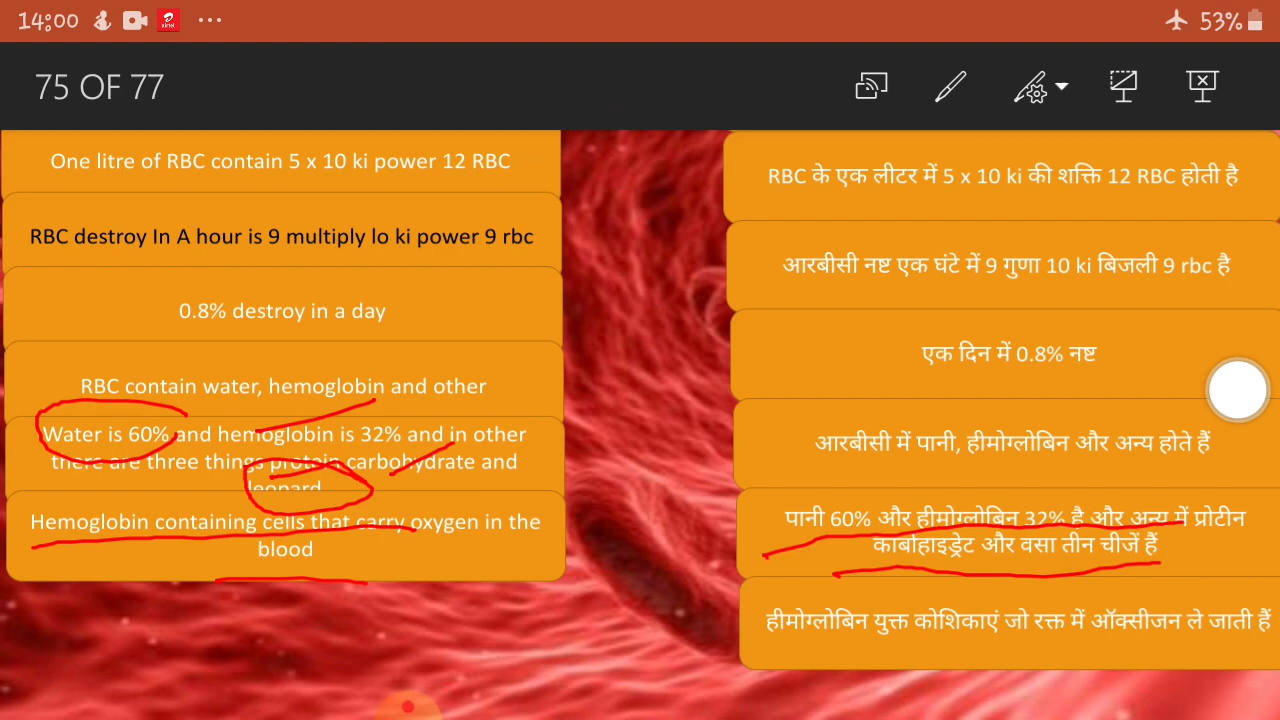 14:00
53%
75 OF 77
One litre of RBC contain 5 x 10 ki power 12 RBC
RBC destroy In A hour is 9 multiply lo ki power 9 rbc
0.8% destroy in a day
RBC contain water, hemoglobin and other
Water is 60% and hemoglobin is 32% and in other
there are three things protein carbohydrate and
leopard
Hemoglobin containing cells that carry oxygen in the
blood
RBC के एक लीटर में 5 x 10 ki की शक्ति 12 RBC होती है
आरबीसी नष्ट एक घंटे में 9 गुणा 10 ki बिजली 9 rbc है
एक दिन में 0.8% नष्ट
आरबीसी में पानी, हीमोग्लोबिन और अन्य होते हैं
पानी 60% और हीमोग्लोबिन 32% है और अन्य में प्रोटीन
कार्बोहाइड्रेट और वसा तीन चीजें हैं
हीमोग्लोबिन युक्त कोशिकाएं जो रक्त में ऑक्सीजन ले जाती हैं